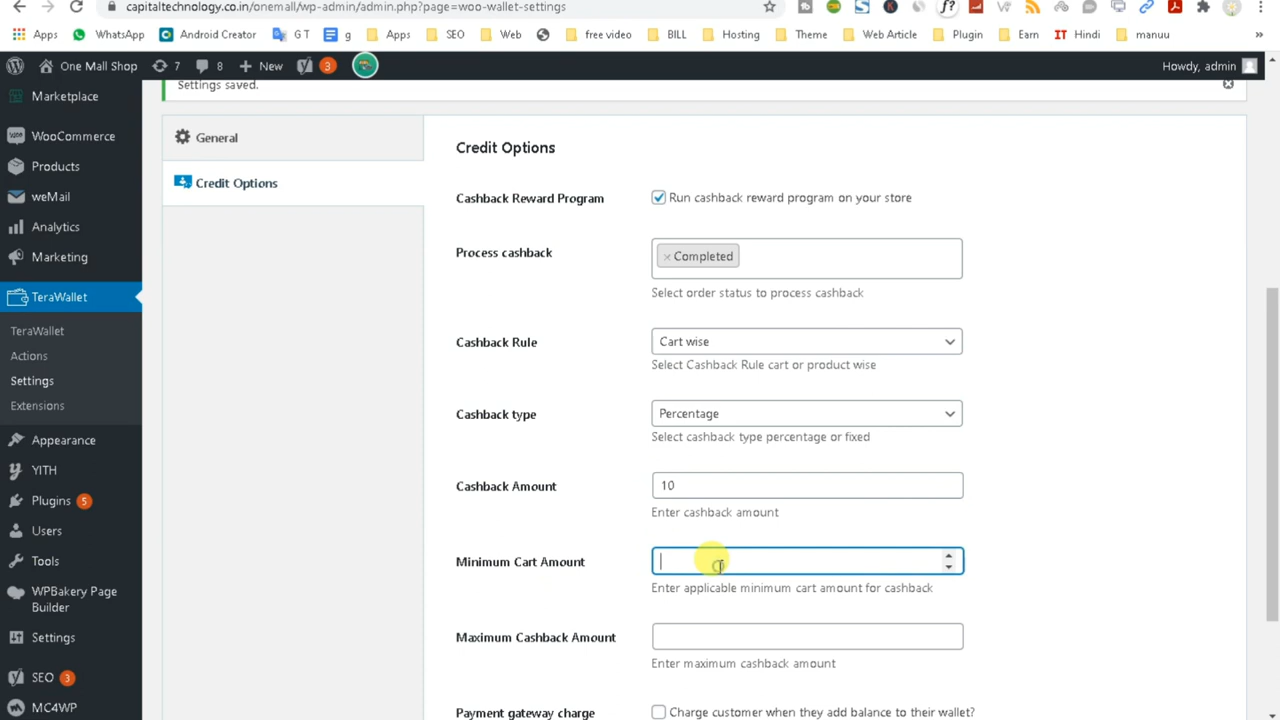 capitaltechnology.co.in/onemall/wp-admin/admin.php?page=woo-wallet-settings
Apps WhatsApp Android Creator G T g Apps SEO Web free video BILL Hosting Theme Web Article Plugin Earn IT Hindi manuu »
One Mall Shop 7 8 + New 3 Howdy, admin
Marketplace
WooCommerce
Products
weMail
Analytics
Marketing
TeraWallet
TeraWallet
Actions
Settings
Extensions
Appearance
YITH
Plugins 5
Users
Tools
WPBakery Page
Builder
Settings
SEO 3
MC4WP
Settings saved.
General
Credit Options
Credit Options
Cashback Reward Program
Run cashback reward program on your store
Process cashback
× Completed
Select order status to process cashback
Cashback Rule
Cart wise
Select Cashback Rule cart or product wise
Cashback type
Percentage
Select cashback type percentage or fixed
Cashback Amount
10
Enter cashback amount
Minimum Cart Amount
Enter applicable minimum cart amount for cashback
Maximum Cashback Amount
Enter maximum cashback amount
Payment gateway charge
Charge customer when they add balance to their wallet?